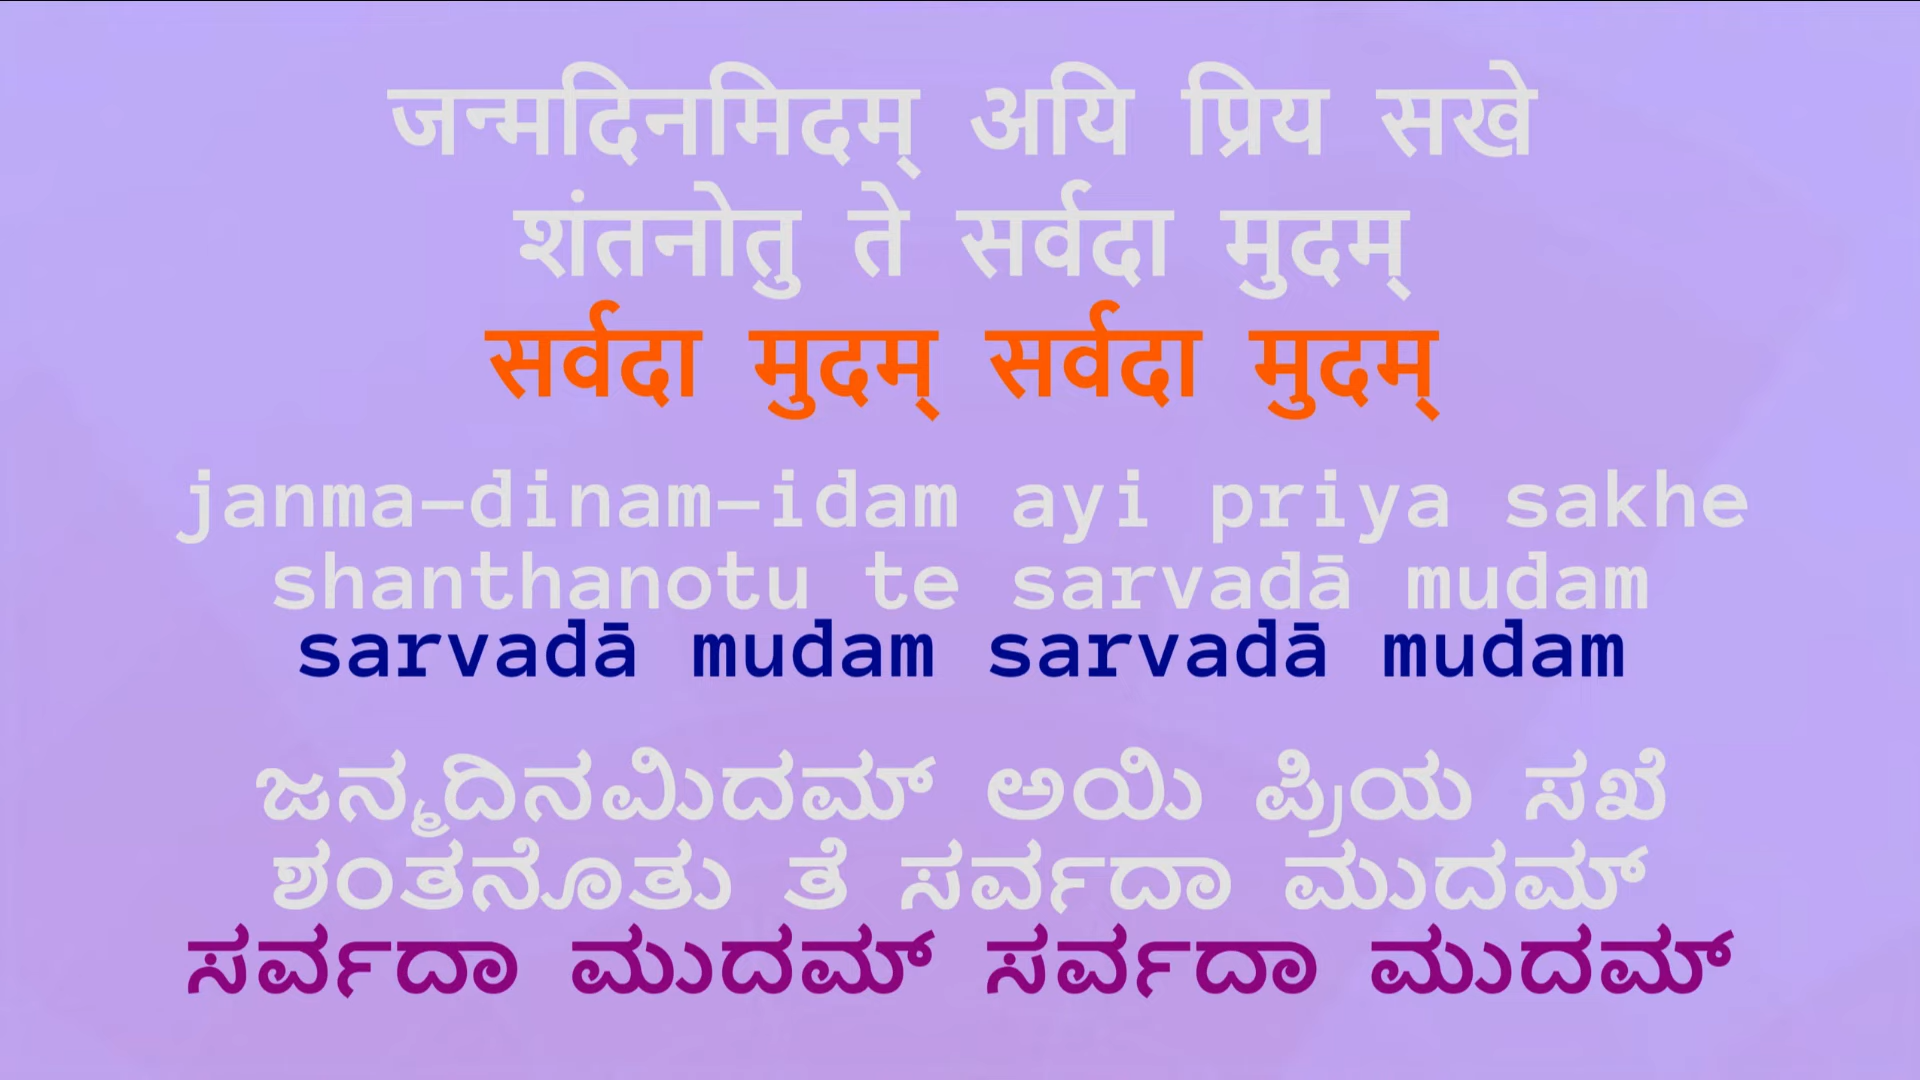 जन्मदिनमिदम् अयि प्रिय सखे
शंतनोतु ते सर्वदा मुदम्
सर्वदा मुदम् सर्वदा मुदम्
janma-dinam-idam ayi priya sakhe
shanthanotu te sarvadā mudam
sarvadā mudam sarvadā mudam
ಜನ್ಮದಿನಮಿದಮ್ ಅಯಿ ಪ್ರಿಯ ಸಖೆ
ಶಂತನೊತು ತೆ ಸರ್ವದಾ ಮುದಮ್
ಸರ್ವದಾ ಮುದಮ್ ಸರ್ವದಾ ಮುದಮ್